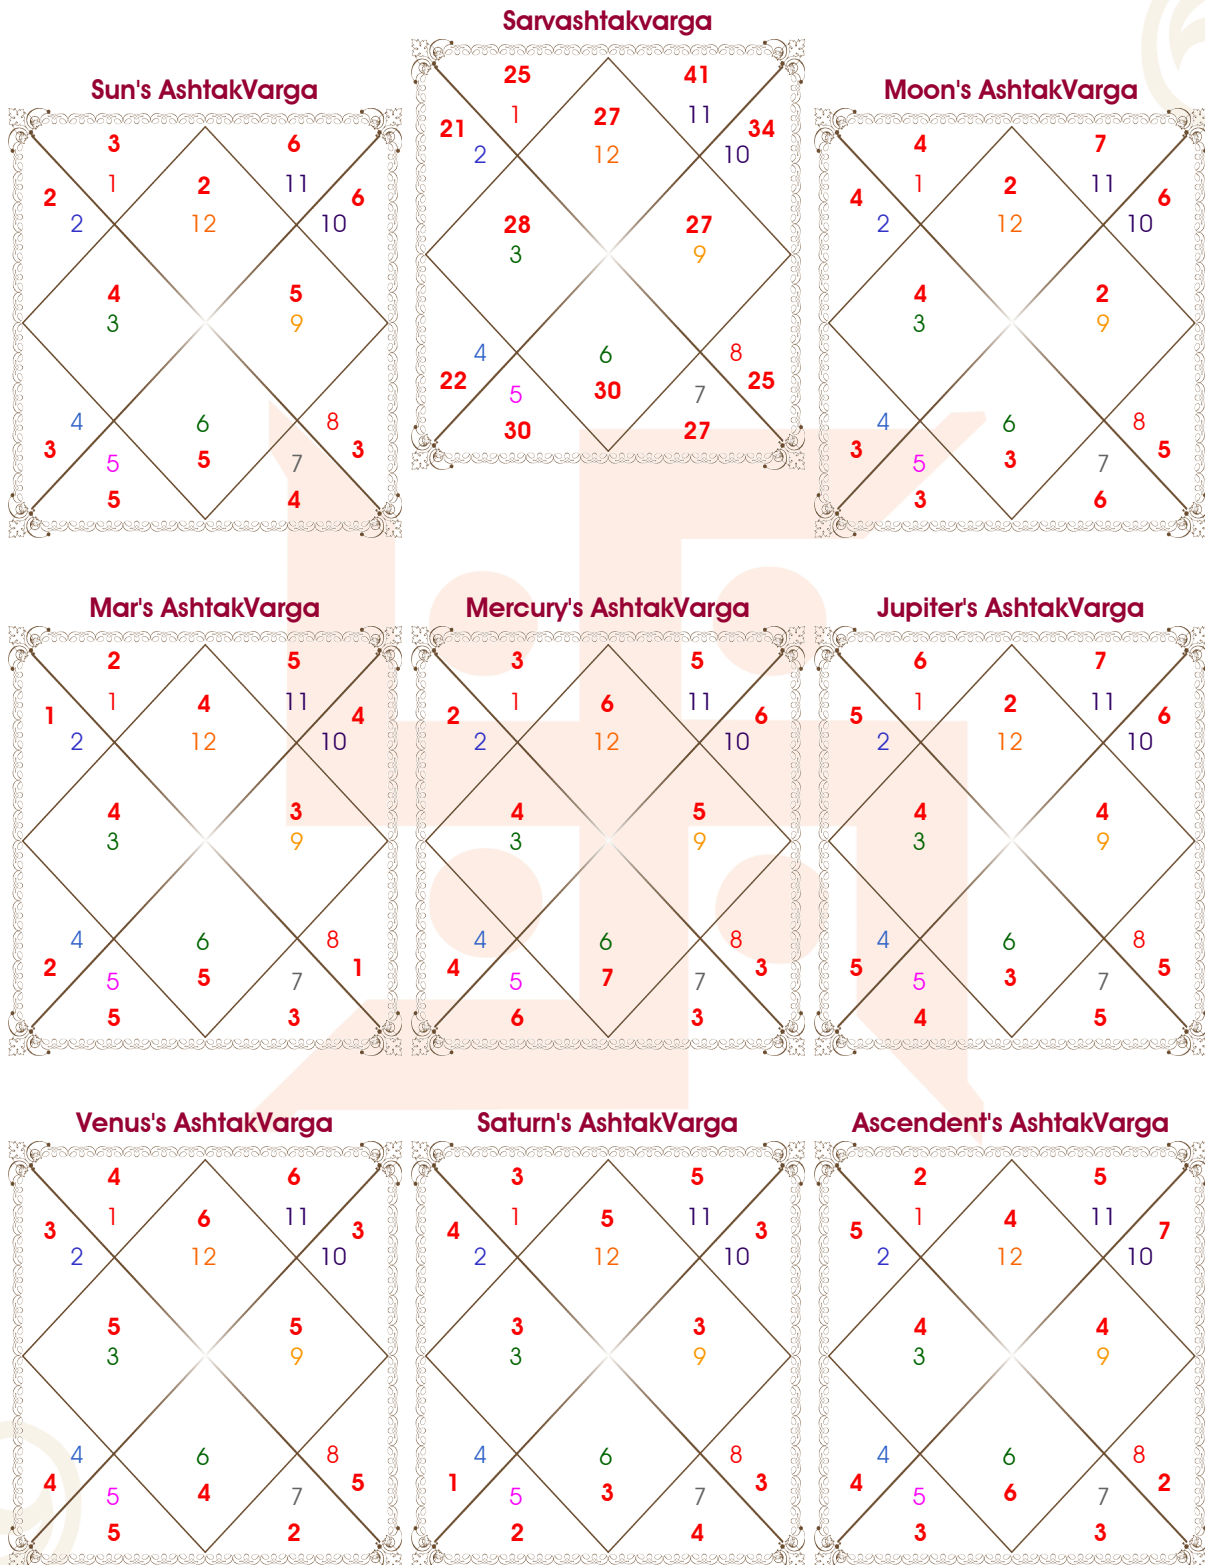 Sarvashtakvarga
25 41
1 27 11
21 34
2 12 10
28 27
3 9
4 6 8
22 30 25
5 7
30 27
Sun's AshtakVarga
3 6
1 2 11
2 6
2 12 10
4 5
3 9
4 6 8
3 5 3
5 7
5 4
Moon's AshtakVarga
4 7
1 2 11
4 6
2 12 10
4 2
3 9
4 6 8
3 3 5
5 7
3 6
Mar's AshtakVarga
2 5
1 4 11
1 4
2 12 10
4 3
3 9
4 6 8
2 5 1
5 7
5 3
Mercury's AshtakVarga
3 5
1 6 11
2 6
2 12 10
4 5
3 9
4 6 8
4 7 3
5 7
6 3
Jupiter's AshtakVarga
6 7
1 2 11
5 6
2 12 10
4 4
3 9
4 6 8
5 3 5
5 7
4 5
Venus's AshtakVarga
4 6
1 6 11
3 3
2 12 10
5 5
3 9
4 6 8
4 4 5
5 7
5 2
Saturn's AshtakVarga
3 5
1 5 11
4 3
2 12 10
3 3
3 9
4 6 8
1 3 3
5 7
2 4
Ascendent's AshtakVarga
2 5
1 4 11
5 7
2 12 10
4 4
3 9
4 6 8
4 6 2
5 7
3 3